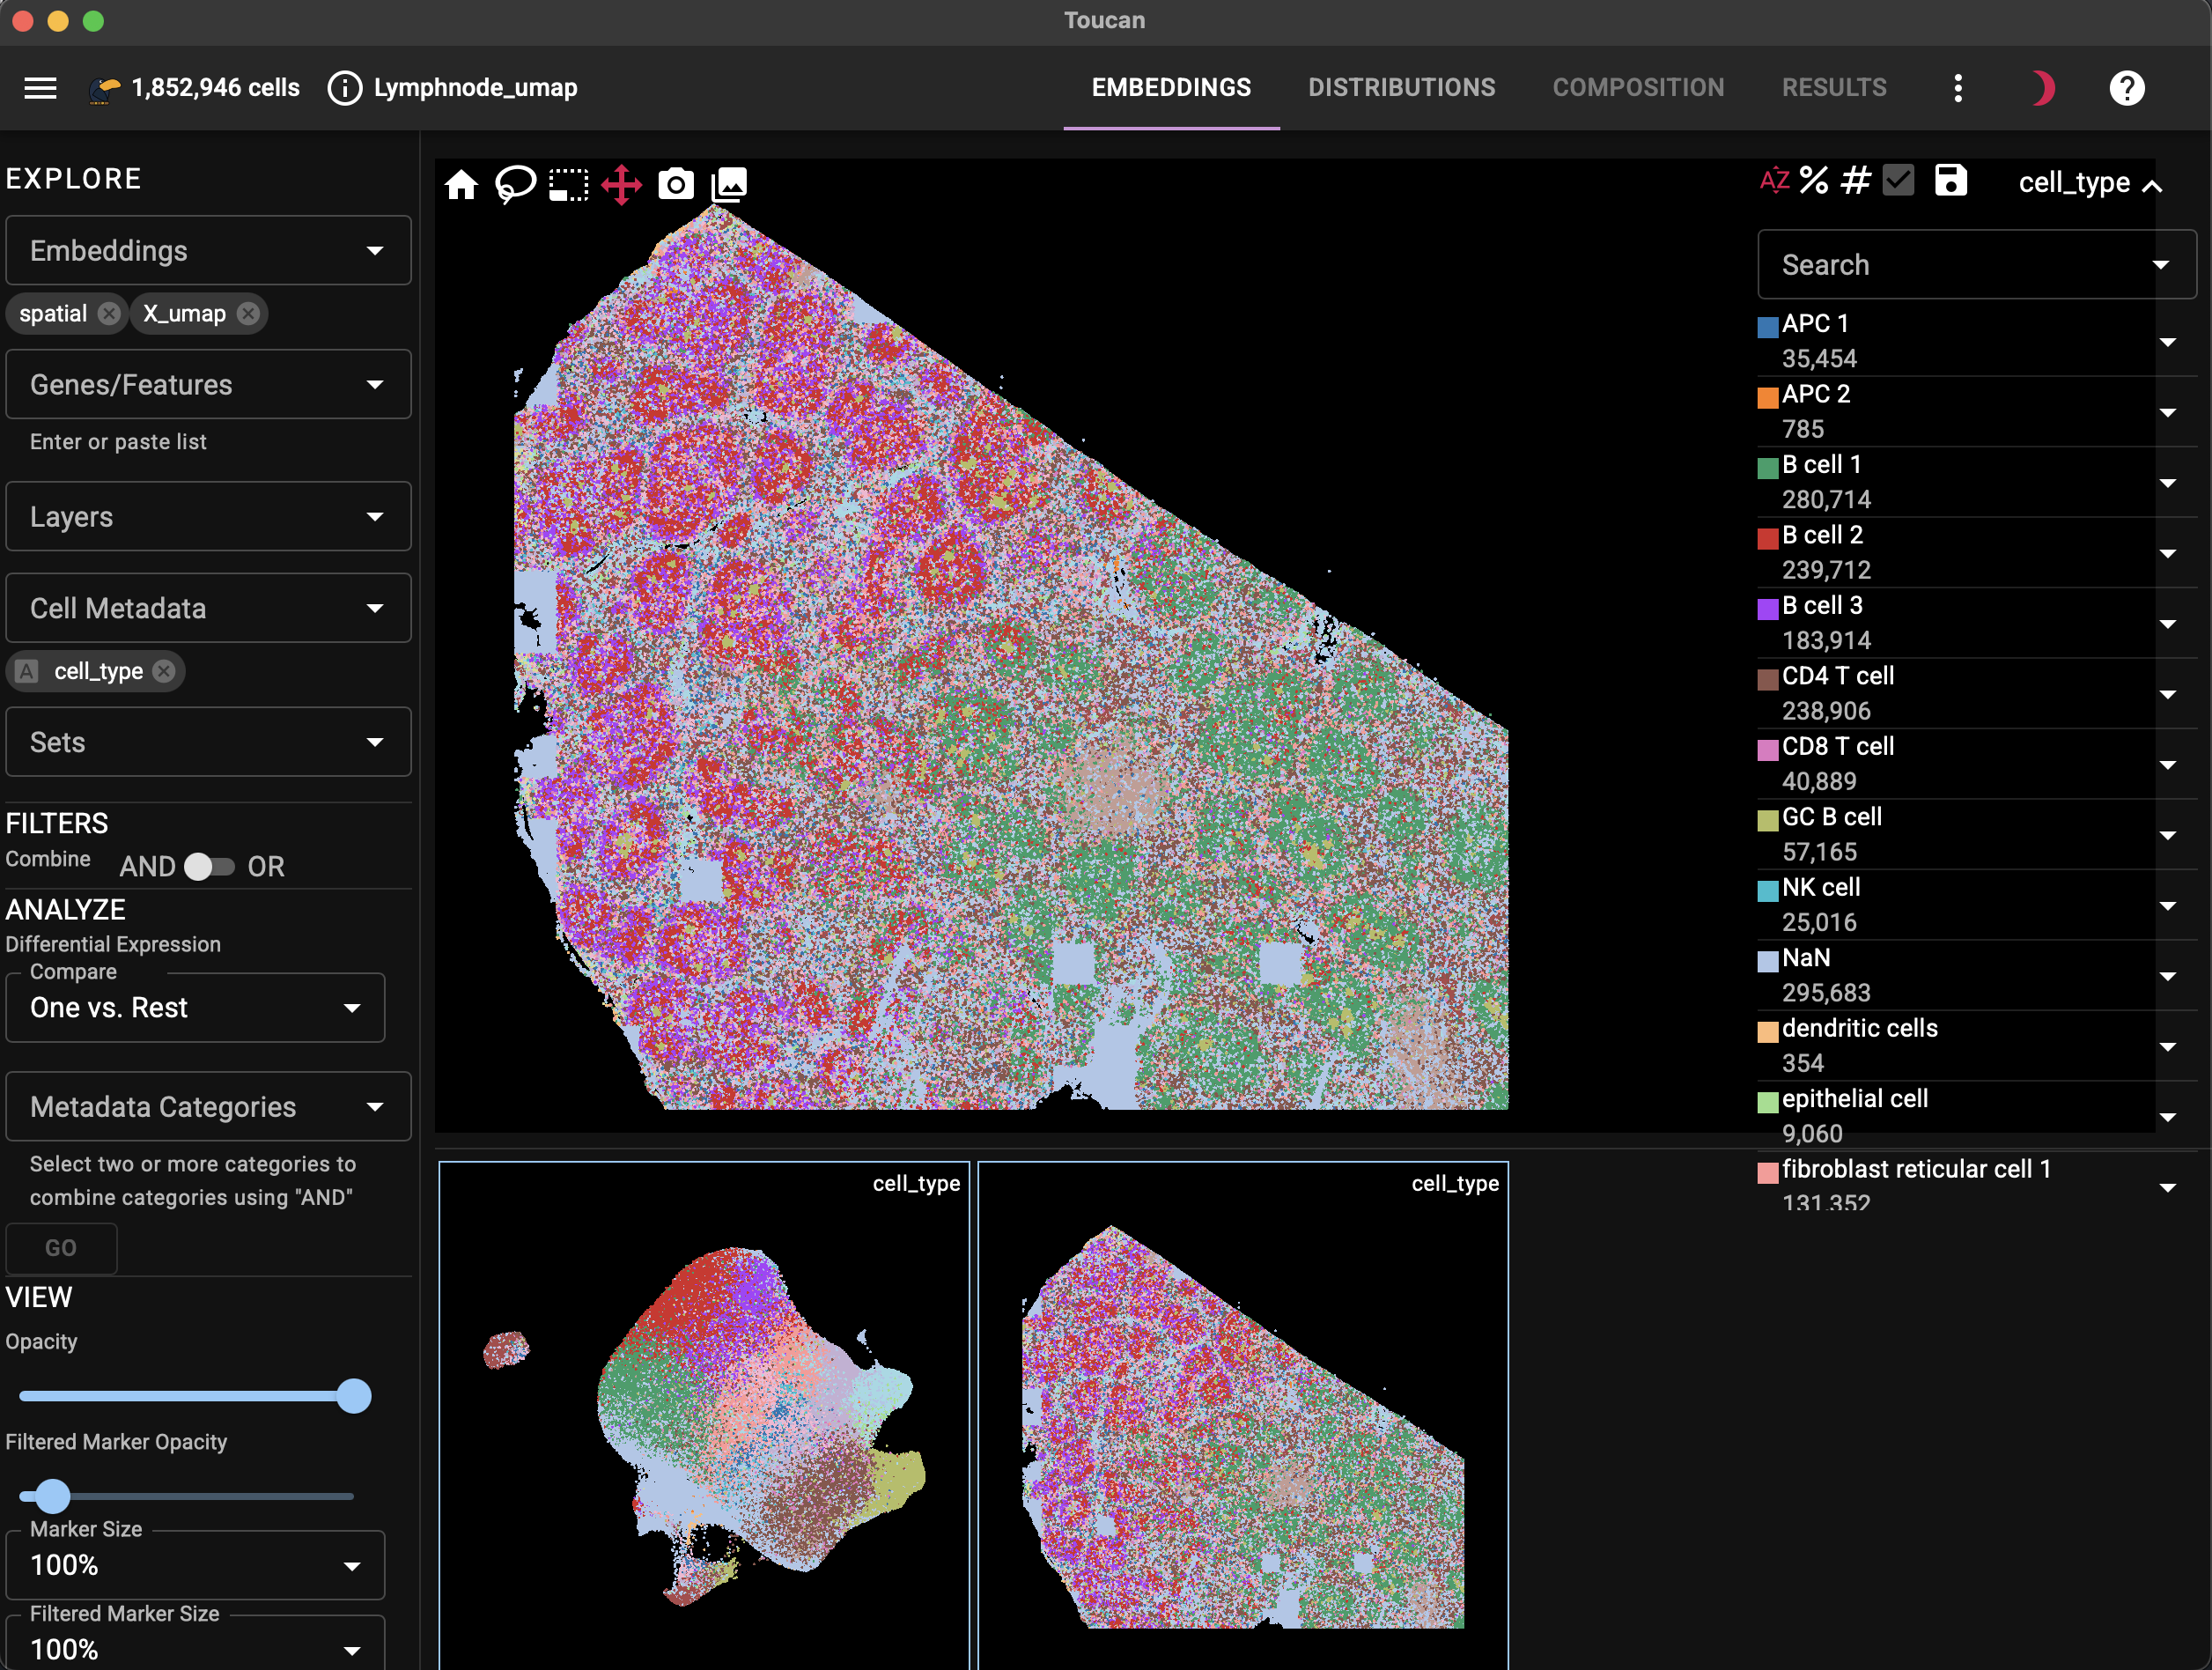 Toucan
1,852,946 cells
Lymphnode_umap
EMBEDDINGS
DISTRIBUTIONS
COMPOSITION
RESULTS
EXPLORE
Embeddings
spatial
X_umap
Genes/Features
Enter or paste list
Layers
Cell Metadata
A cell_type
Sets
FILTERS
Combine
AND
OR
ANALYZE
Differential Expression
Compare
One vs. Rest
Metadata Categories
Select two or more categories to
combine categories using "AND"
GO
VIEW
Opacity
Filtered Marker Opacity
Marker Size
100%
Filtered Marker Size
100%
AZ % #
cell_type
Search
APC 1
35,454
APC 2
785
B cell 1
280,714
B cell 2
239,712
B cell 3
183,914
CD4 T cell
238,906
CD8 T cell
40,889
GC B cell
57,165
NK cell
25,016
NaN
295,683
dendritic cells
354
epithelial cell
9,060
fibroblast reticular cell 1
131,352
cell_type
cell_type